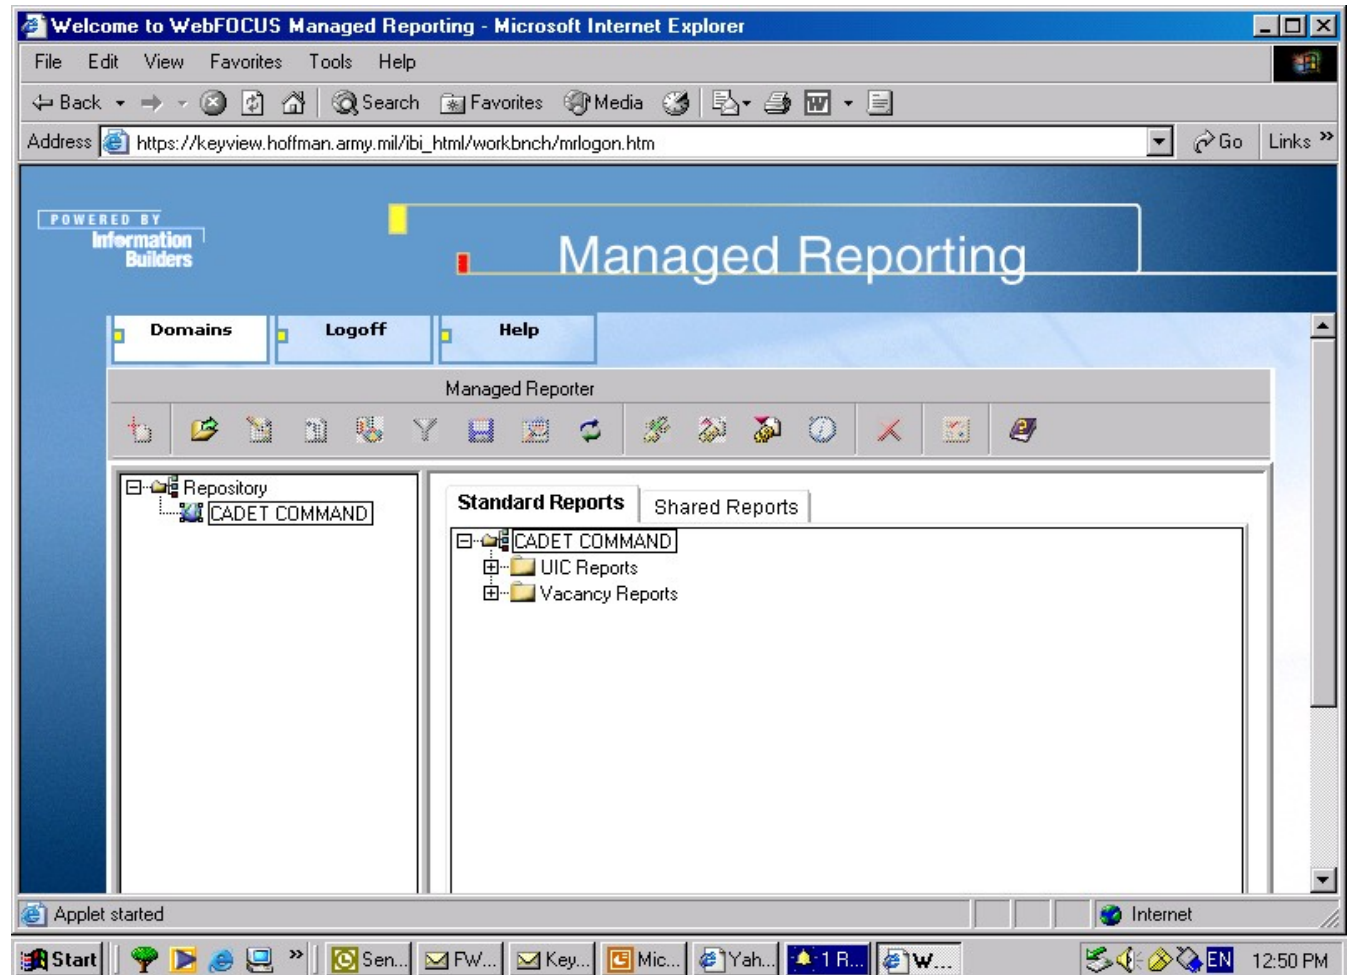 Welcome to WebFOCUS Managed Reporting - Microsoft Internet Explorer
File Edit View Favorites Tools Help
Back Search Favorites Media
Address https://keyview.hoffman.army.mil/ibi_html/workbnch/mrlogon.htm Go Links »
POWERED BY
Information
Builders
Managed Reporting
Domains Logoff Help
Managed Reporter
Repository
CADET COMMAND
Standard Reports Shared Reports
CADET COMMAND
UIC Reports
Vacancy Reports
Applet started Internet
Start » Sen... FW... Key... Mic... Yah... 1 R... W... EN 12:50 PM